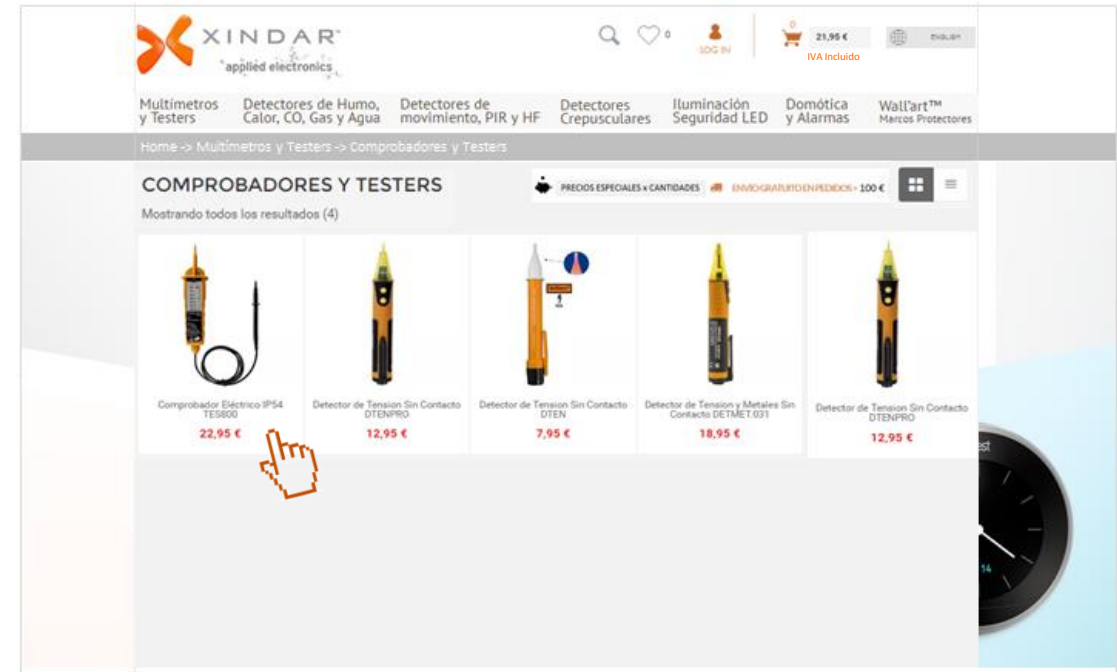 XINDAR
applied electronics
0
LOG IN
0
21,95 €
IVA Incluido
ENGLISH
Multímetros
y Testers
Detectores de Humo,
Calor, CO, Gas y Agua
Detectores de
movimiento, PIR y HF
Detectores
Crepusculares
Iluminación
Seguridad LED
Domótica
y Alarmas
Wall'art™
Marcos Protectores
Home -> Multímetros y Testers -> Comprobadores y Testers
COMPROBADORES Y TESTERS
PRECIOS ESPECIALES x CANTIDADES
ENVIO GRATUITO EN PEDIDOS > 100 €
Mostrando todos los resultados (4)
Comprobador Eléctrico IP54
TES800
22,95 €
Detector de Tension Sin Contacto
DTENPRO
12,95 €
Detector de Tension Sin Contacto
DTEN
7,95 €
Detector de Tension y Metales Sin
Contacto DETMET.031
18,95 €
Detector de Tension Sin Contacto
DTENPRO
12,95 €
est
14